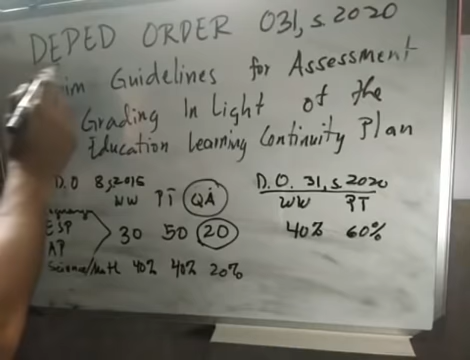 DEPED ORDER 031, s 2020
im Guidelines for Assessment
Grading In Light of the
Education Learning Continuity Plan
D.O 8, s2015 D.O. 31, s 2020
WW PT QA WW PT
ESP 30 50 20 40% 60%
AP
Science/Math 40% 40% 20%